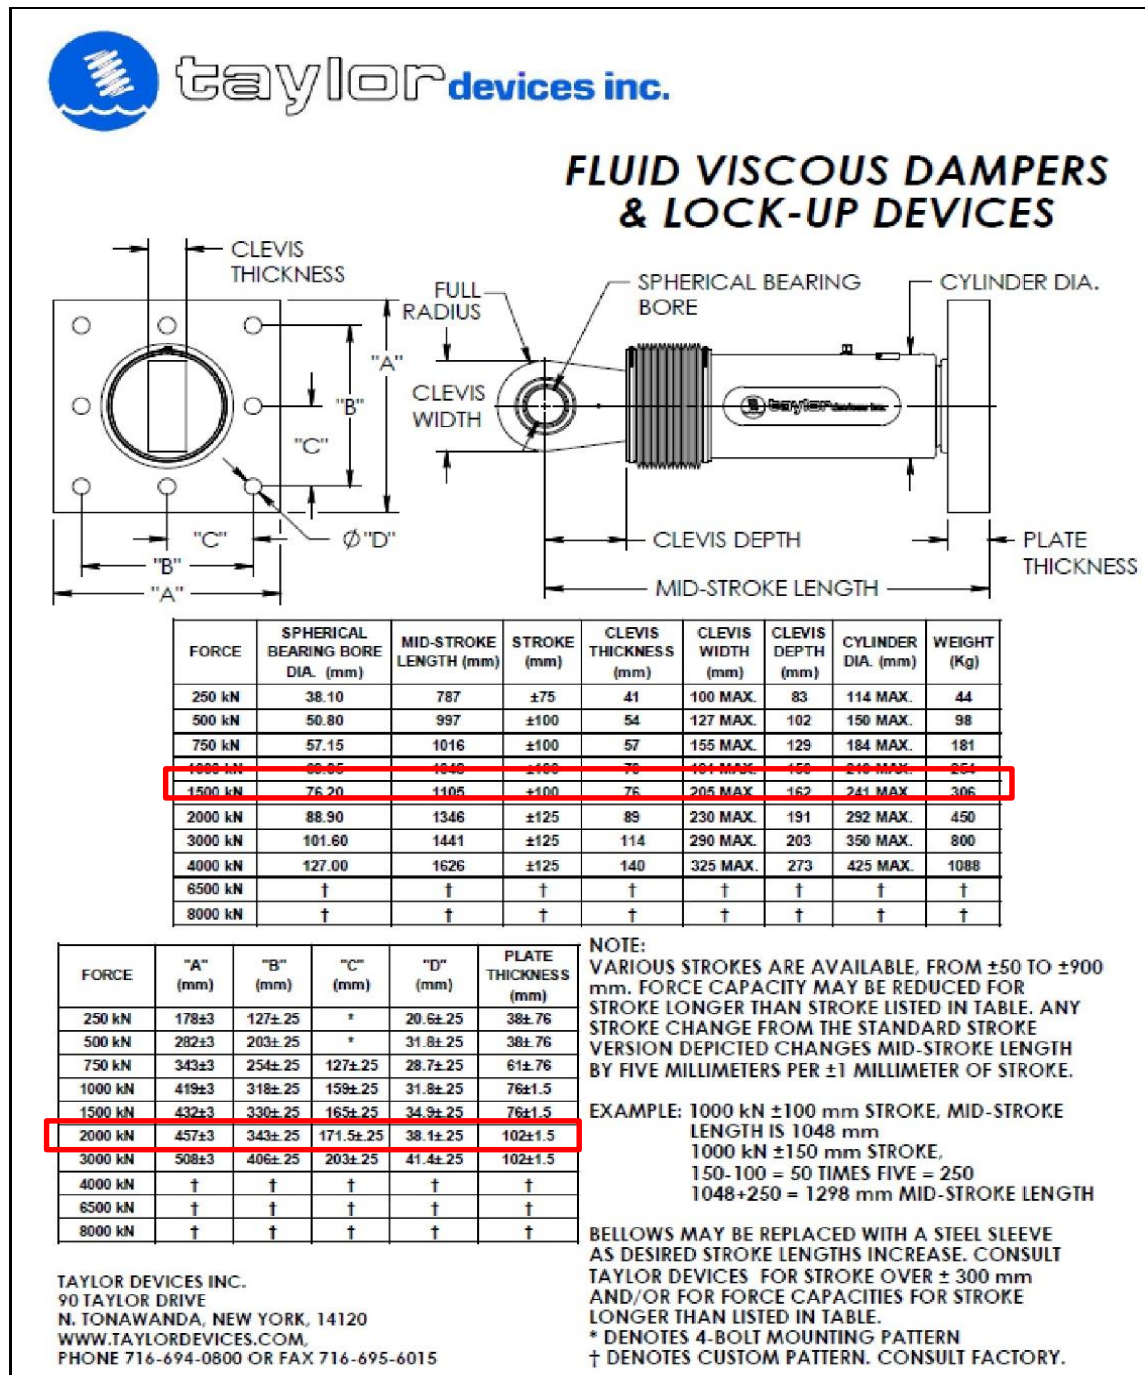 taylor devices inc.
FLUID VISCOUS DAMPERS
& LOCK-UP DEVICES
CLEVIS
THICKNESS
"A"
"B"
"C"
"C"
Ø"D"
"B"
"A"
FULL
RADIUS
SPHERICAL BEARING
BORE
CYLINDER DIA.
CLEVIS
WIDTH
taylor devices inc.
CLEVIS DEPTH
PLATE
THICKNESS
MID-STROKE LENGTH
FORCE SPHERICAL BEARING BORE DIA. (mm) MID-STROKE LENGTH (mm) STROKE (mm) CLEVIS THICKNESS (mm) CLEVIS WIDTH (mm) CLEVIS DEPTH (mm) CYLINDER DIA. (mm) WEIGHT (Kg)
250 kN 38.10 787 ±75 41 100 MAX. 83 114 MAX. 44
500 kN 50.80 997 ±100 54 127 MAX. 102 150 MAX. 98
750 kN 57.15 1016 ±100 57 155 MAX. 129 184 MAX. 181
1000 kN 1048 ±100 MAX. MAX. 254
1500 kN 76.20 1105 ±100 76 205 MAX. 162 241 MAX. 306
2000 kN 88.90 1346 ±125 89 230 MAX. 191 292 MAX. 450
3000 kN 101.60 1441 ±125 114 290 MAX. 203 350 MAX. 800
4000 kN 127.00 1626 ±125 140 325 MAX. 273 425 MAX. 1088
6500 kN † † † † † † † †
8000 kN † † † † † † † †
FORCE "A" (mm) "B" (mm) "C" (mm) "D" (mm) PLATE THICKNESS (mm)
250 kN 178±3 127±.25 * 20.6±.25 38±.76
500 kN 282±3 203±.25 * 31.8±.25 38±.76
750 kN 343±3 254±.25 127±.25 28.7±.25 61±.76
1000 kN 419±3 318±.25 159±.25 31.8±.25 76±1.5
1500 kN 432±3 330±.25 165±.25 34.9±.25 76±1.5
2000 kN 457±3 343±.25 171.5±.25 38.1±.25 102±1.5
3000 kN 508±3 406±.25 203±.25 41.4±.25 102±1.5
4000 kN † † † † †
6500 kN † † † † †
8000 kN † † † † †
NOTE:
VARIOUS STROKES ARE AVAILABLE, FROM ±50 TO ±900
mm. FORCE CAPACITY MAY BE REDUCED FOR
STROKE LONGER THAN STROKE LISTED IN TABLE. ANY
STROKE CHANGE FROM THE STANDARD STROKE
VERSION DEPICTED CHANGES MID-STROKE LENGTH
BY FIVE MILLIMETERS PER ±1 MILLIMETER OF STROKE.
EXAMPLE: 1000 kN ±100 mm STROKE, MID-STROKE
LENGTH IS 1048 mm
1000 kN ±150 mm STROKE,
150-100 = 50 TIMES FIVE = 250
1048+250 = 1298 mm MID-STROKE LENGTH
BELLOWS MAY BE REPLACED WITH A STEEL SLEEVE
AS DESIRED STROKE LENGTHS INCREASE. CONSULT
TAYLOR DEVICES FOR STROKE OVER ± 300 mm
AND/OR FOR FORCE CAPACITIES FOR STROKE
LONGER THAN LISTED IN TABLE.
* DENOTES 4-BOLT MOUNTING PATTERN
† DENOTES CUSTOM PATTERN. CONSULT FACTORY.
TAYLOR DEVICES INC.
90 TAYLOR DRIVE
N. TONAWANDA, NEW YORK, 14120
WWW.TAYLORDEVICES.COM,
PHONE 716-694-0800 OR FAX 716-695-6015